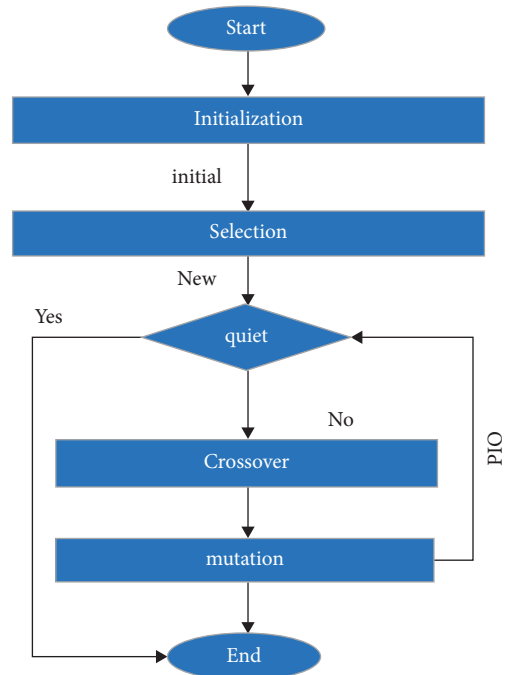 Start
Initialization
initial
Selection
New
Yes
quiet
No
Crossover
PIO
mutation
End